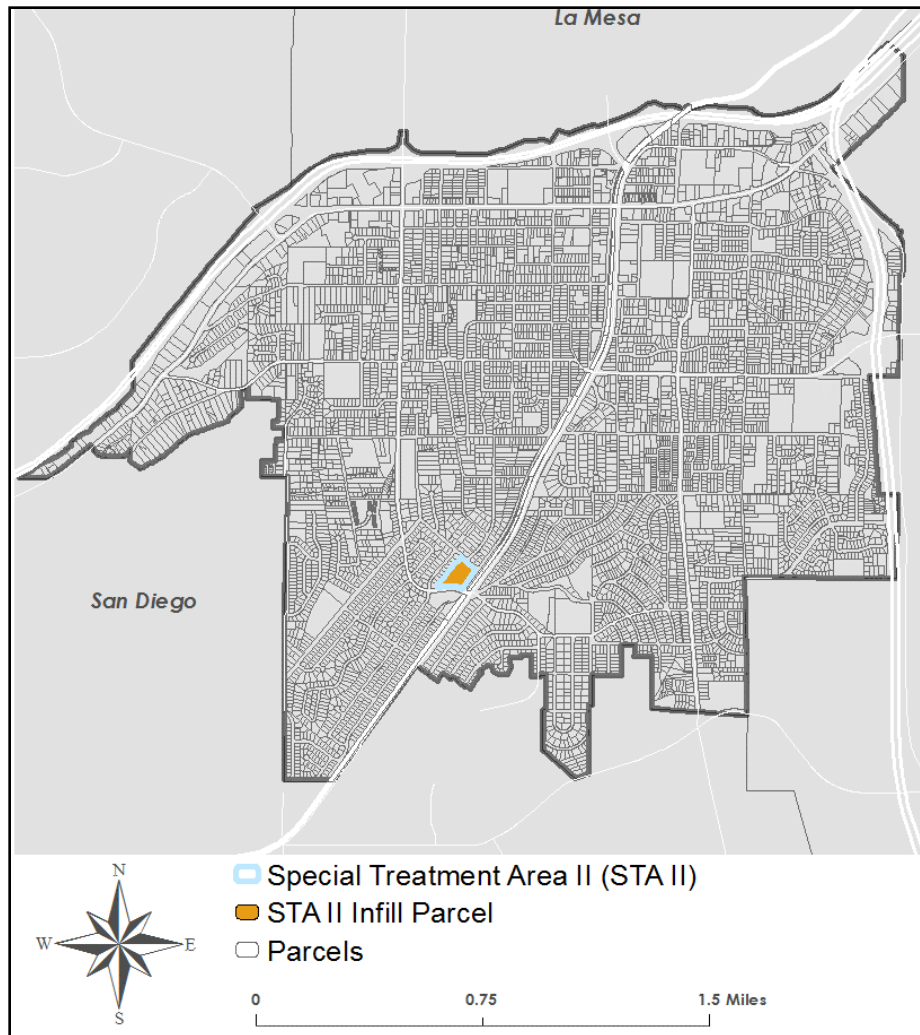 La Mesa
San Diego
N
W E
S
Special Treatment Area II (STA II)
STA II Infill Parcel
Parcels
0 0.75 1.5 Miles